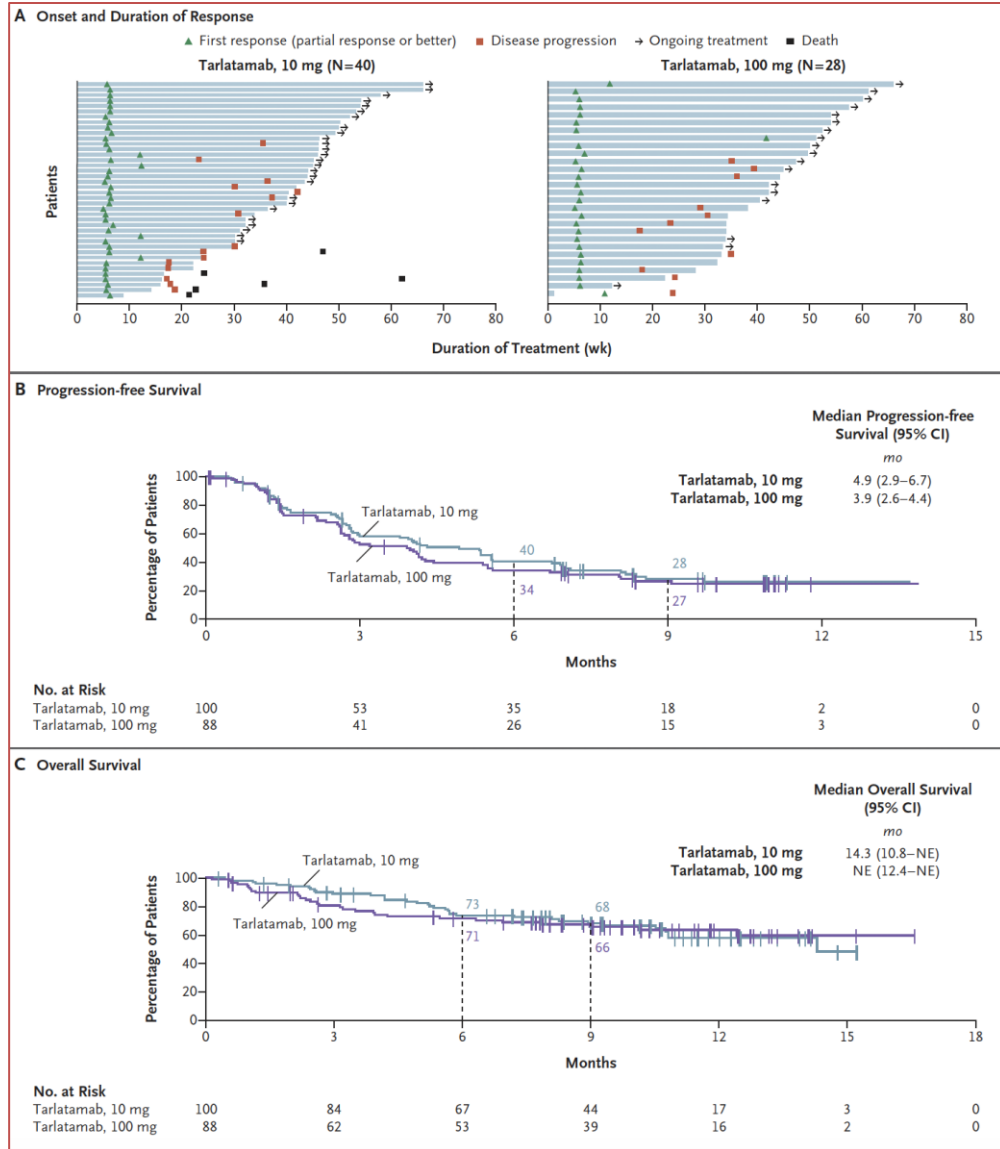 A Onset and Duration of Response
▲ First response (partial response or better) ■ Disease progression → Ongoing treatment ■ Death
Tarlatamab, 10 mg (N=40)
Tarlatamab, 100 mg (N=28)
Patients
0 10 20 30 40 50 60 70 80
0 10 20 30 40 50 60 70 80
Duration of Treatment (wk)
B Progression-free Survival
Median Progression-free
Survival (95% CI)
mo
Tarlatamab, 10 mg 4.9 (2.9–6.7)
Tarlatamab, 100 mg 3.9 (2.6–4.4)
Percentage of Patients
100
80
60
40
20
0
Tarlatamab, 10 mg
Tarlatamab, 100 mg
40
34
28
27
0 3 6 9 12 15
Months
No. at Risk
Tarlatamab, 10 mg 100 53 35 18 2 0
Tarlatamab, 100 mg 88 41 26 15 3 0
C Overall Survival
Median Overall Survival
(95% CI)
mo
Tarlatamab, 10 mg 14.3 (10.8–NE)
Tarlatamab, 100 mg NE (12.4–NE)
Percentage of Patients
100
80
60
40
20
0
Tarlatamab, 10 mg
Tarlatamab, 100 mg
73
71
68
66
0 3 6 9 12 15 18
Months
No. at Risk
Tarlatamab, 10 mg 100 84 67 44 17 3 0
Tarlatamab, 100 mg 88 62 53 39 16 2 0